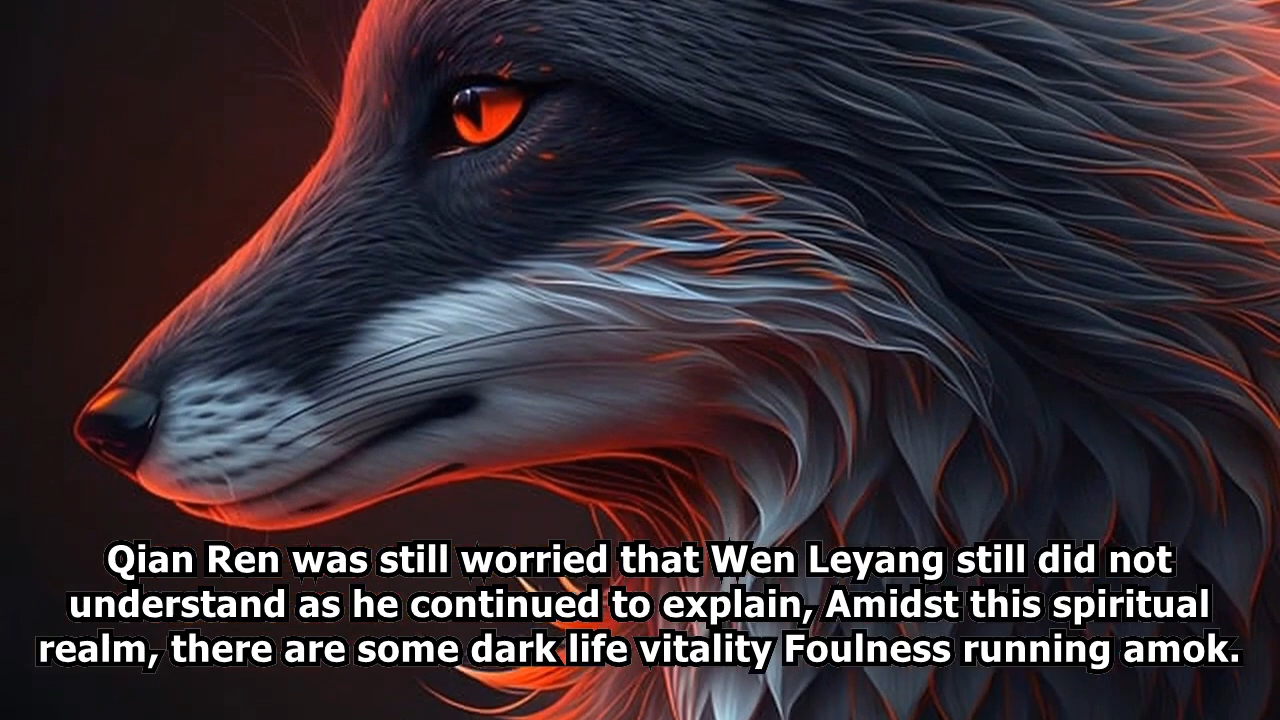 Qian Ren was still worried that Wen Leyang still did not
understand as he continued to explain, Amidst this spiritual
realm, there are some dark life vitality Foulness running amok.